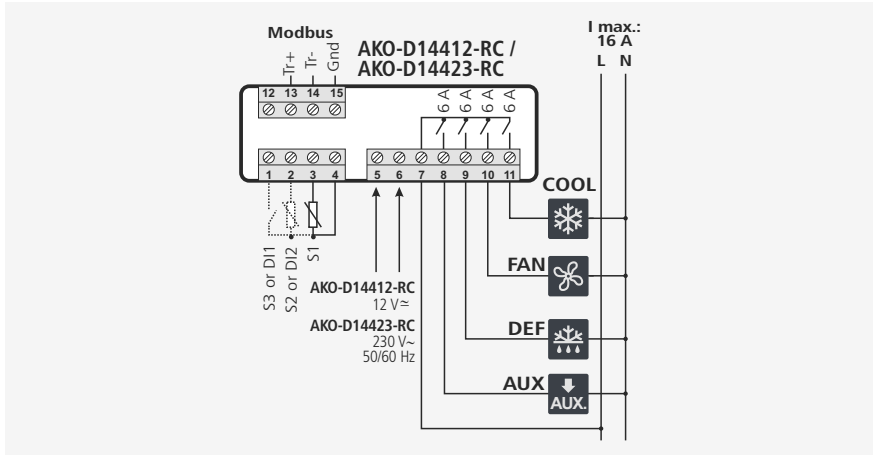 Modbus
AKO-D14412-RC /
AKO-D14423-RC
I max.:
16 A
L N
Tr+
Tr-
Gnd
12 13 14 15
6 A
6 A
6 A
6 A
1 2 3 4 5 6 7 8 9 10 11
S3 or DI1
S2 or DI2
S1
COOL
FAN
AKO-D14412-RC
12 V≂
AKO-D14423-RC
230 V~
50/60 Hz
DEF
AUX
AUX.